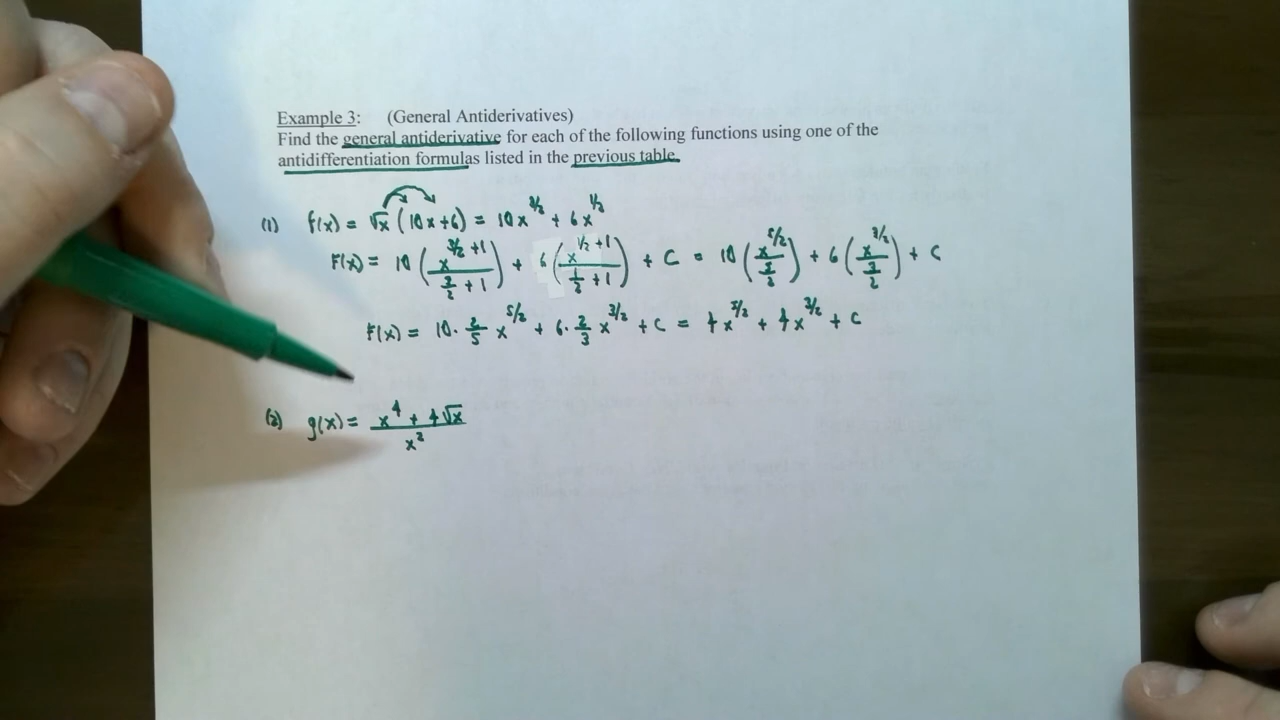 Example 3: (General Antiderivatives)
Find the general antiderivative for each of the following functions using one of the
antidifferentiation formulas listed in the previous table.
(1) f(x) = √x (10x+6) = 10x^3/2 + 6x^1/2
F(x) = 10 (x^(3/2 +1) / (3/2 + 1)) + 6 (x^(1/2 +1) / (1/2 + 1)) + C = 10 (x^5/2 / (5/2)) + 6 (x^3/2 / (3/2)) + C
F(x) = 10 · 2/5 x^5/2 + 6 · 2/3 x^3/2 + C = 4x^5/2 + 4x^3/2 + C
(2) g(x) = (x^4 + 4√x) / x^2